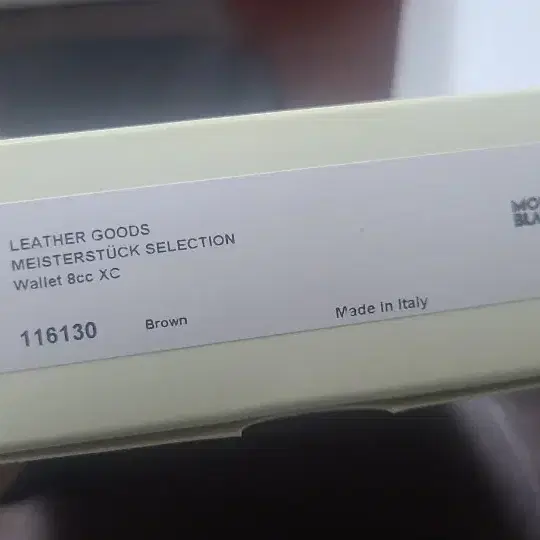 LEATHER GOODS
MEISTERSTÜCK SELECTION
Wallet 8cc XC
116130 Brown Made in Italy